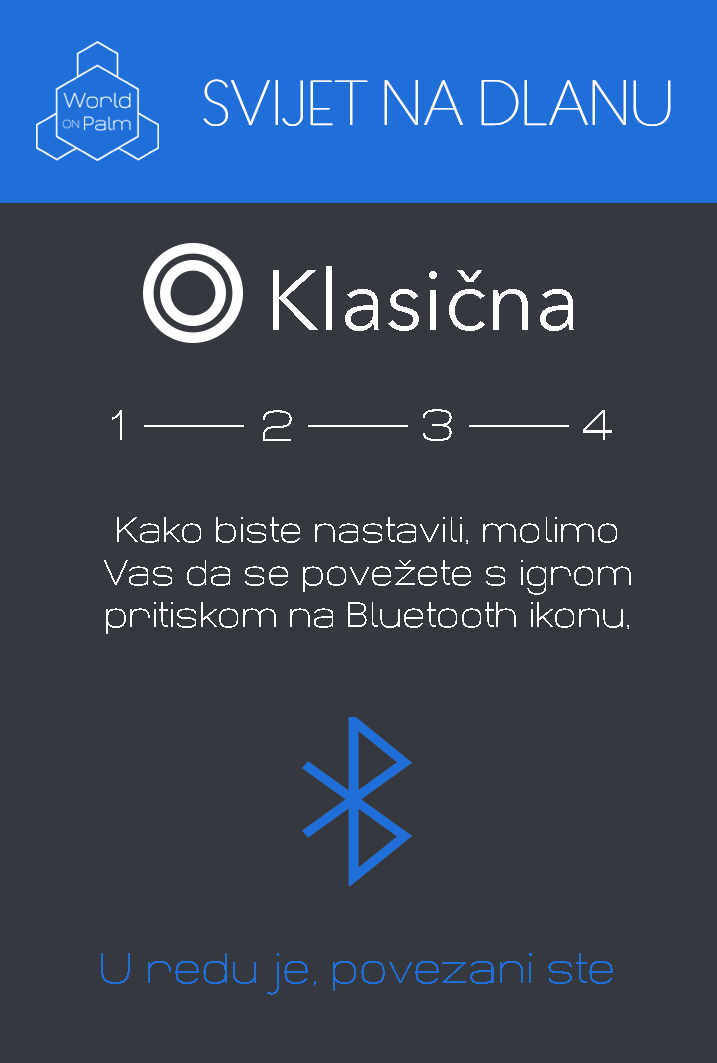 World
ON Palm
SVIJET NA DLANU
Klasična
1 2 3 4
Kako biste nastavili, molimo
Vas da se povežete s igrom
pritiskom na Bluetooth ikonu,
U redu je, povezani ste